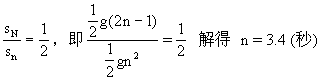 s_N/s_n = 1/2，即 (1/2 g(2n－1))/(1/2 gn²) = 1/2 解得 n＝3.4 (秒)